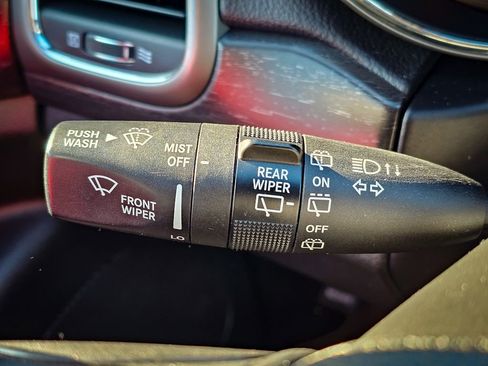 PUSH
WASH
MIST
OFF
FRONT
WIPER
LO
REAR
WIPER
ON
OFF